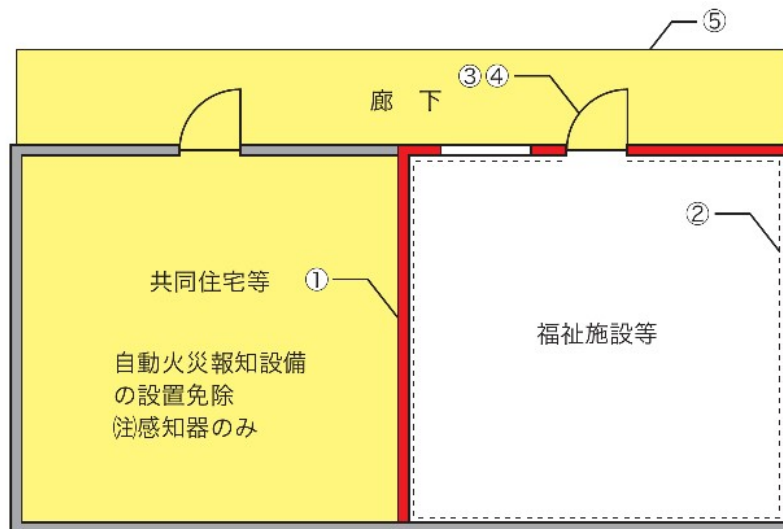 ⑤
③④
廊　下
②
共同住宅等
①
自動火災報知設備
の設置免除
㊟感知器のみ
福祉施設等